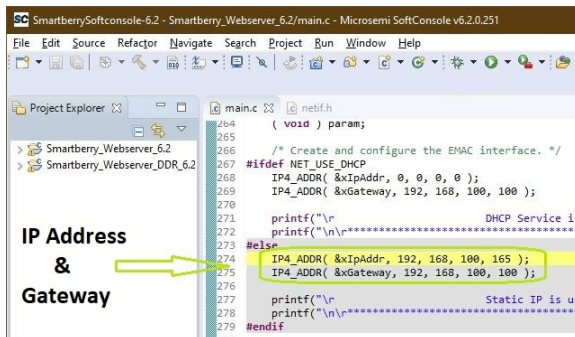 SC SmartberrySoftconsole-6.2 - Smartberry_Webserver_6.2/main.c - Microsemi SoftConsole v6.2.0.251
File Edit Source Refactor Navigate Search Project Run Window Help
Project Explorer
Smartberry_Webserver_6.2
Smartberry_Webserver_DDR_6.2
IP Address
&
Gateway
main.c netif.h
264 ( void ) param;
265
266 /* Create and configure the EMAC interface. */
267 #ifdef NET_USE_DHCP
268 IP4_ADDR( &xIpAddr, 0, 0, 0, 0 );
269 IP4_ADDR( &xGateway, 192, 168, 100, 100 );
270
271 printf("\r DHCP Service i
272 printf("\n\r************************************
273 #else
274 IP4_ADDR( &xIpAddr, 192, 168, 100, 165 );
275 IP4_ADDR( &xGateway, 192, 168, 100, 100 );
276
277 printf("\r Static IP is u
278 printf("\n\r************************************
279 #endif